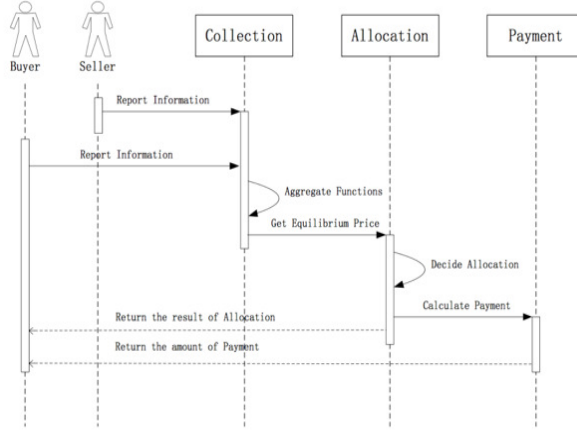 Collection
Allocation
Payment
Buyer
Seller
Report Information
Report Information
Aggregate Functions
Get Equilibrium Price
Decide Allocation
Calculate Payment
Return the result of Allocation
Return the amount of Payment